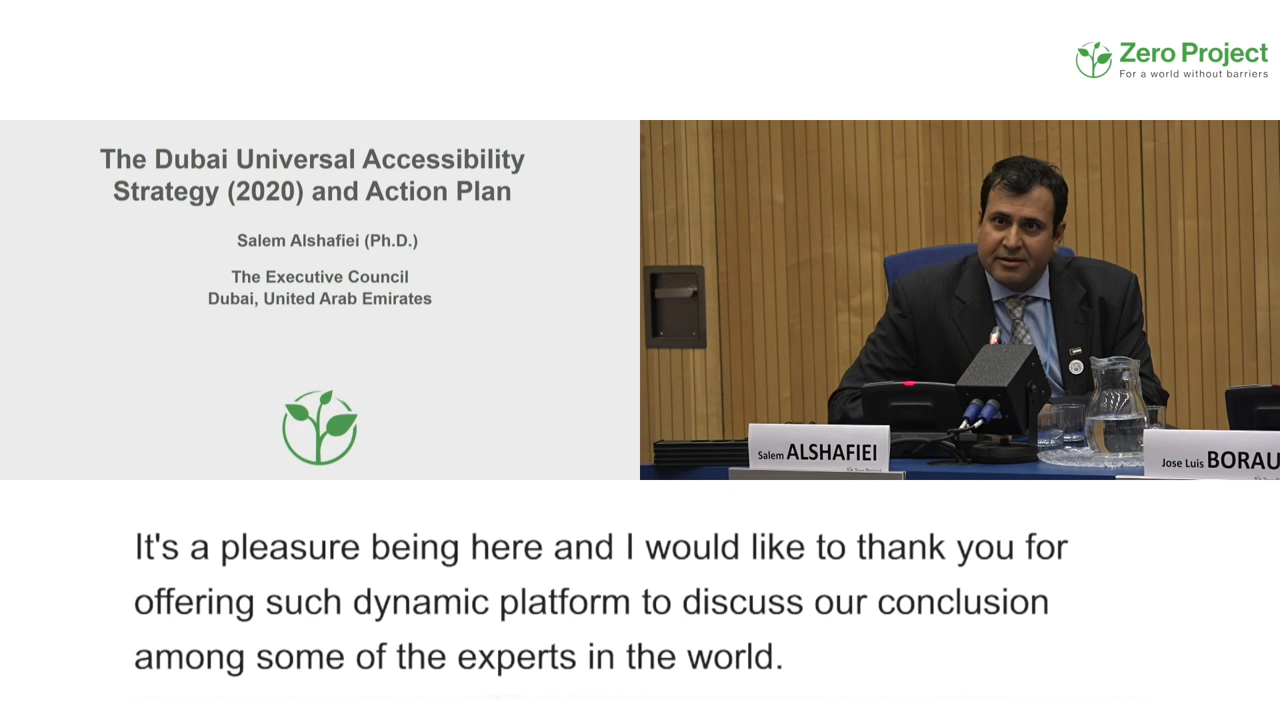 Zero Project
For a world without barriers
The Dubai Universal Accessibility
Strategy (2020) and Action Plan
Salem Alshafiei (Ph.D.)
The Executive Council
Dubai, United Arab Emirates
Salem ALSHAFIEI
Jose Luis BORAU
It's a pleasure being here and I would like to thank you for
offering such dynamic platform to discuss our conclusion
among some of the experts in the world.